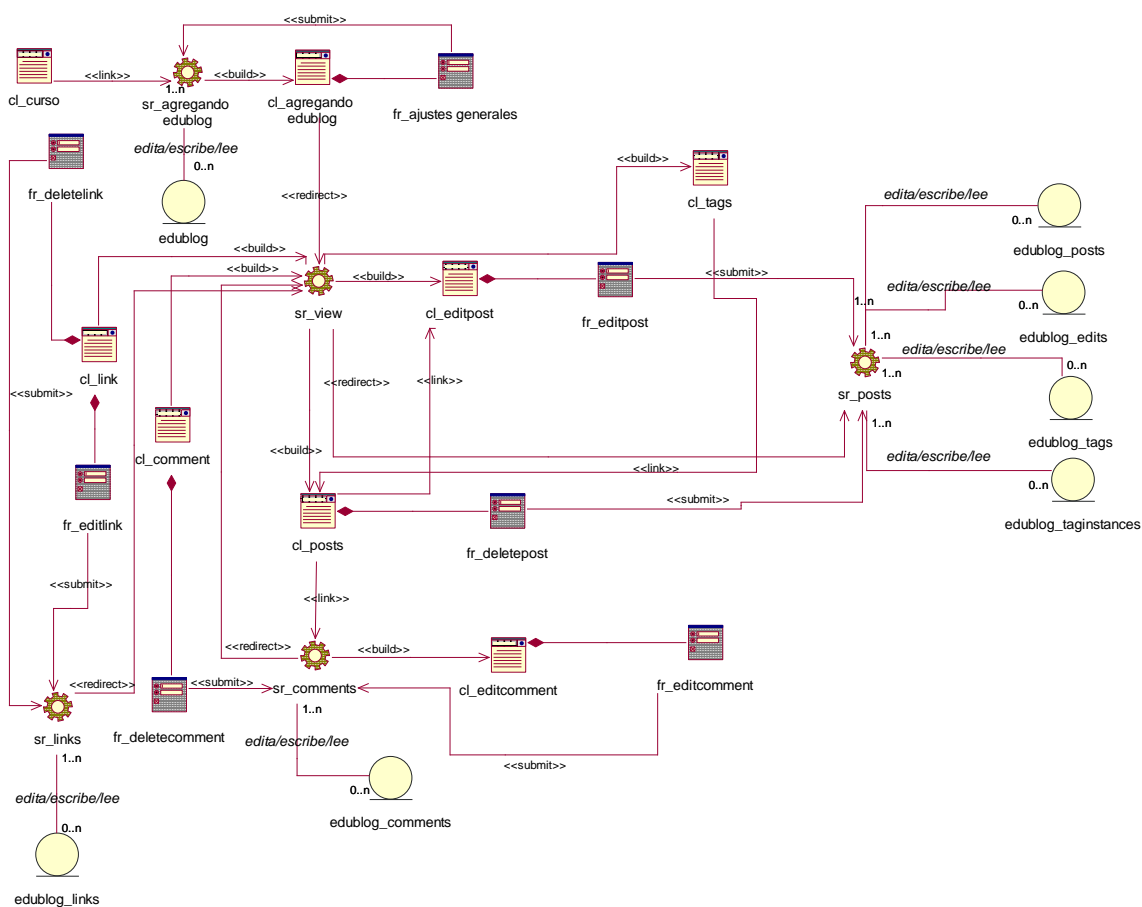 <<submit>>
cl_curso
<<link>>
1..n
sr_agregando
edublog
<<build>>
cl_agregando
edublog
fr_ajustes generales
edita/escribe/lee
0..n
edublog
fr_deletelink
<<redirect>>
<<build>>
cl_tags
edita/escribe/lee
0..n
edublog_posts
<<build>>
<<build>>
<<redirect>>
<<build>>
sr_view
<<build>>
cl_editpost
fr_editpost
<<submit>>
1..n
edita/escribe/lee
0..n
edublog_edits
1..n
edita/escribe/lee
1..n
0..n
sr_posts
edublog_tags
cl_link
<<submit>>
<<redirect>>
<<link>>
cl_comment
1..n
edita/escribe/lee
0..n
edublog_taginstances
<<build>>
<<link>>
fr_editlink
cl_posts
fr_deletepost
<<submit>>
<<submit>>
<<link>>
<<redirect>>
<<build>>
cl_editcomment
fr_editcomment
<<redirect>>
<<submit>>
sr_comments
fr_deletecomment
sr_links
1..n
edita/escribe/lee
0..n
edublog_comments
<<submit>>
1..n
edita/escribe/lee
0..n
edublog_links